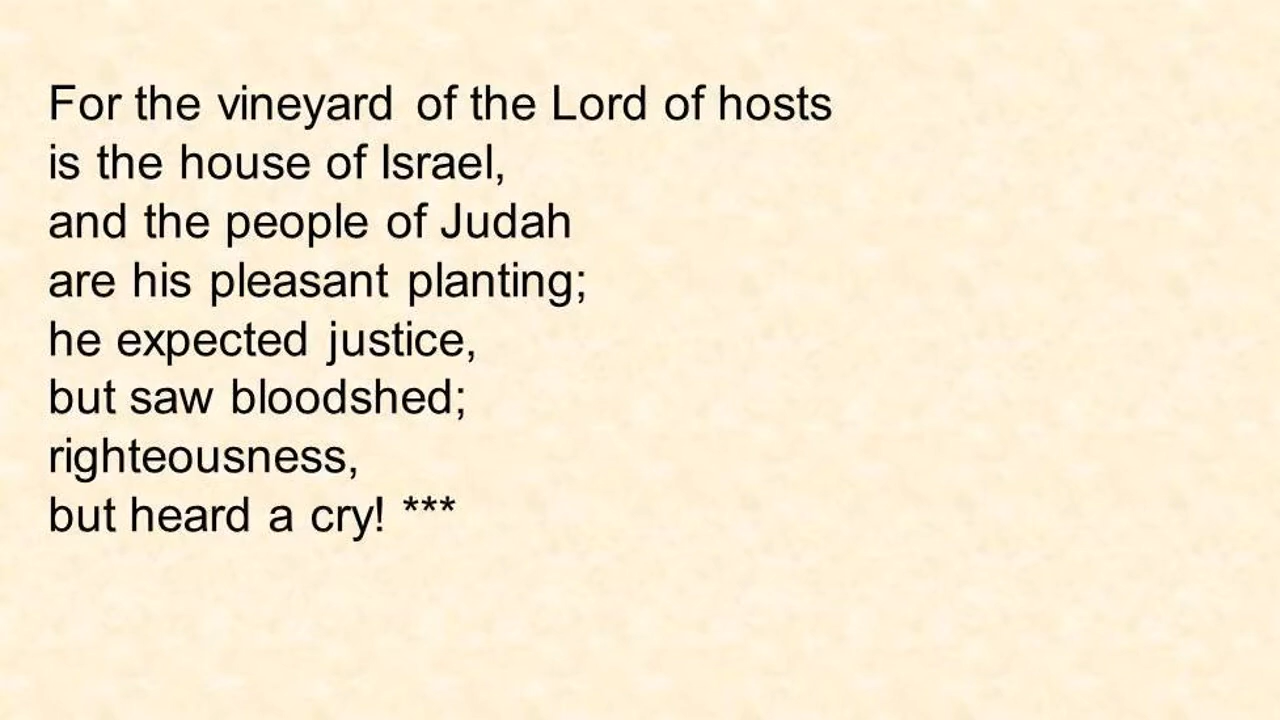 For the vineyard of the Lord of hosts
is the house of Israel,
and the people of Judah
are his pleasant planting;
he expected justice,
but saw bloodshed;
righteousness,
but heard a cry! ***